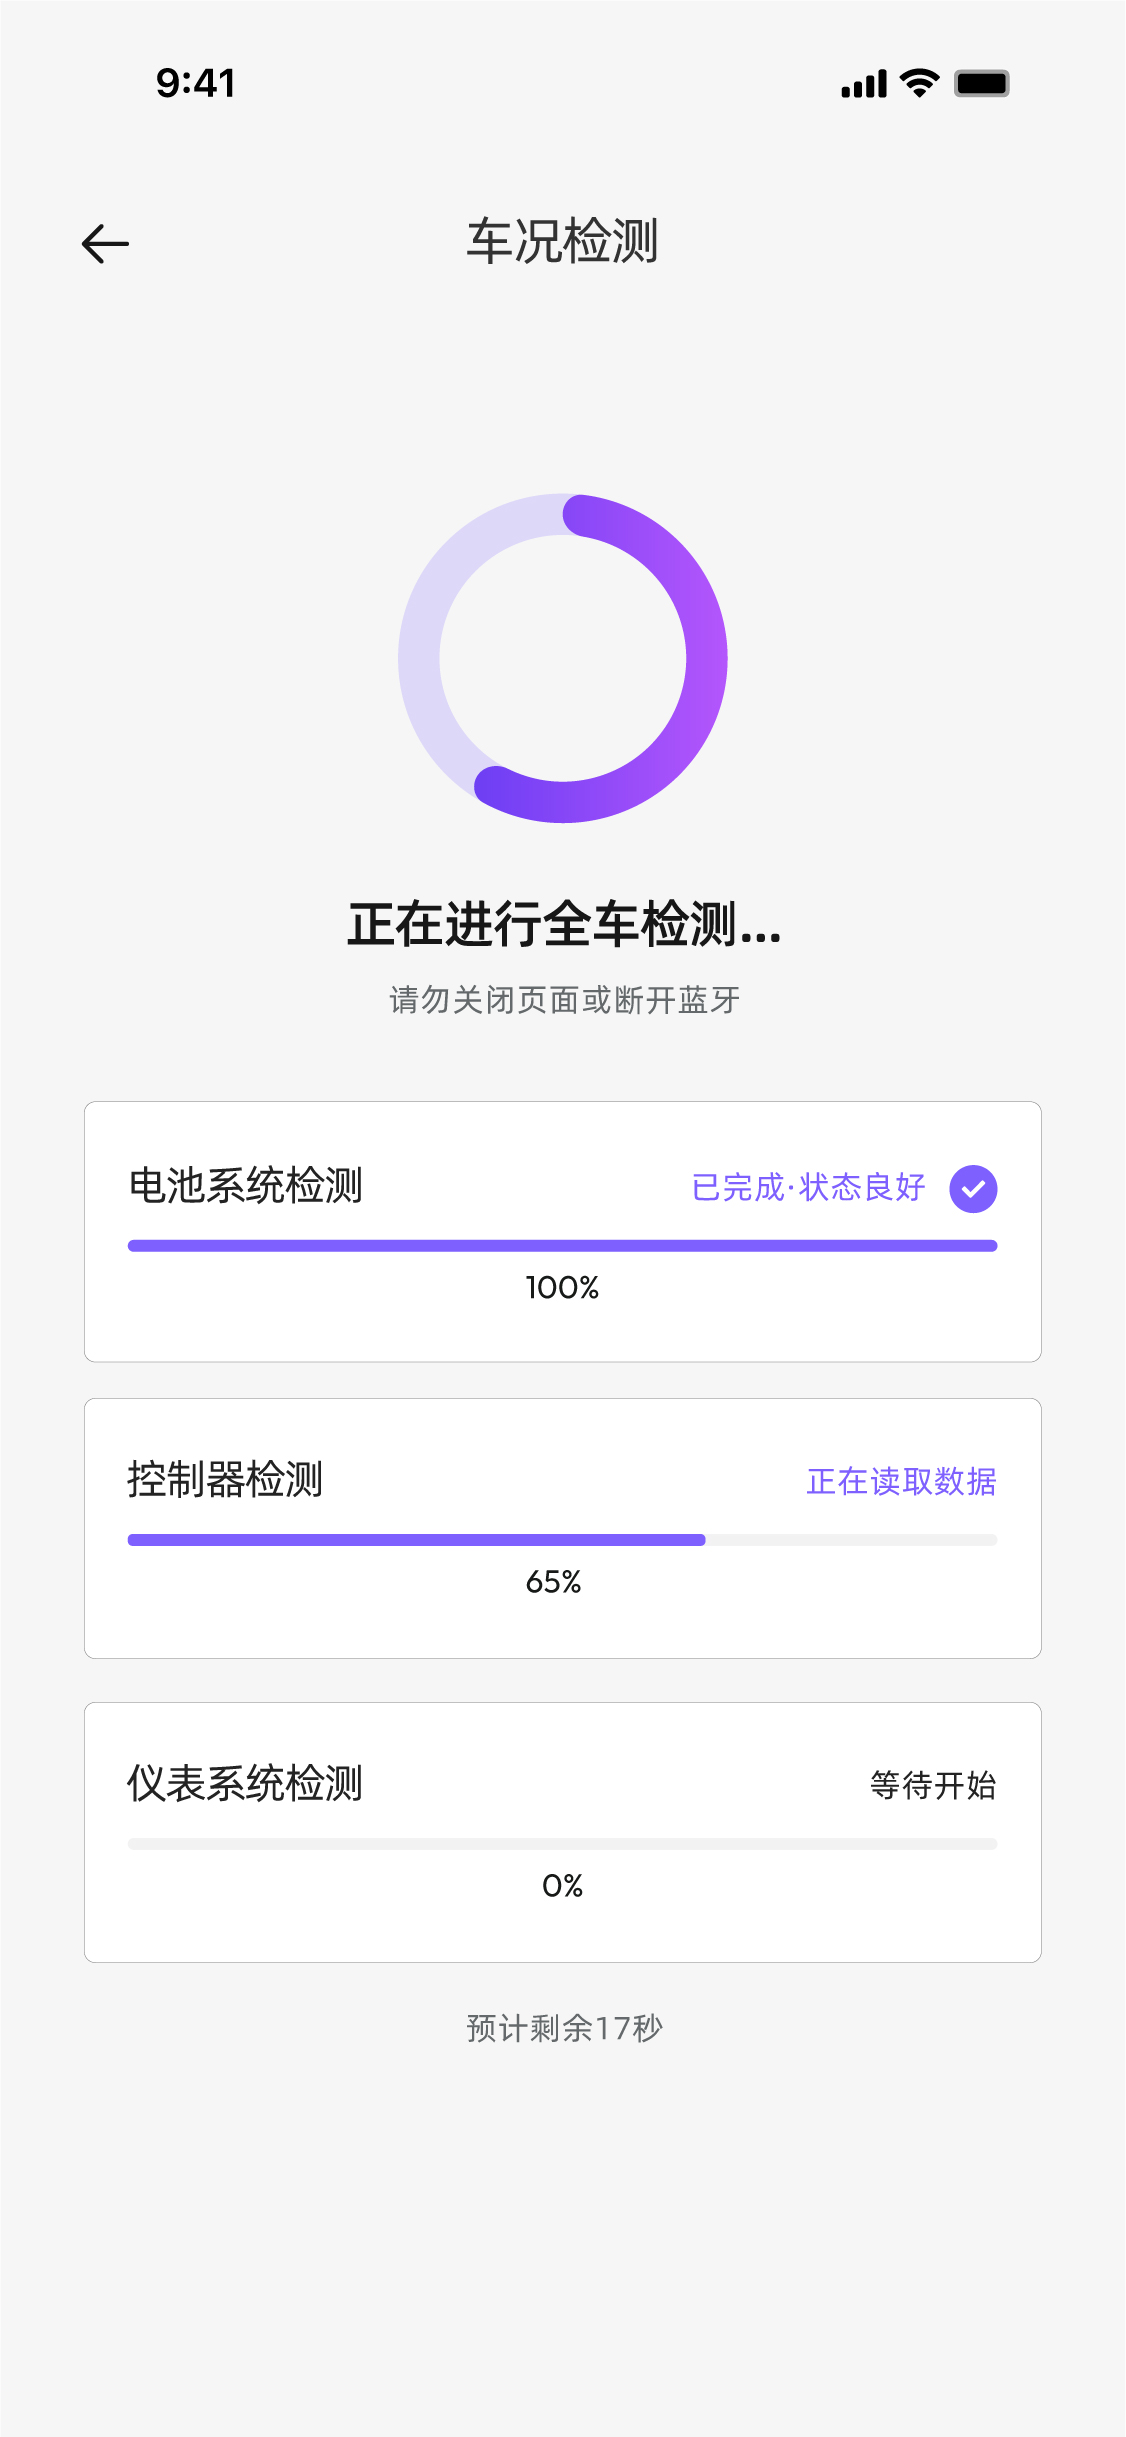 9:41
车况检测
正在进行全车检测...
请勿关闭页面或断开蓝牙
电池系统检测
已完成·状态良好
100%
控制器检测
正在读取数据
65%
仪表系统检测
等待开始
0%
预计剩余17秒